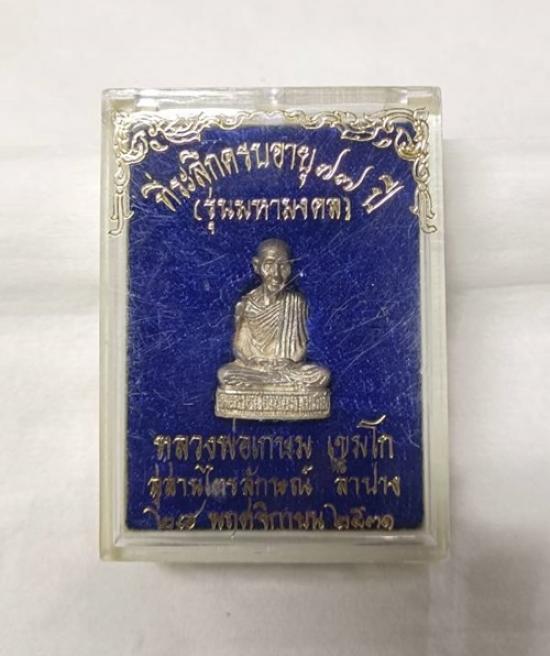 ที่ระลึกครบอายุ ๗๗ ปี
(รุ่นมหามงคล)
หลวงพ่อเกษม เขมโก
สุสานไตรลักษณ์ ลำปาง
๒๘ พฤศจิกายน ๒๕๓๑